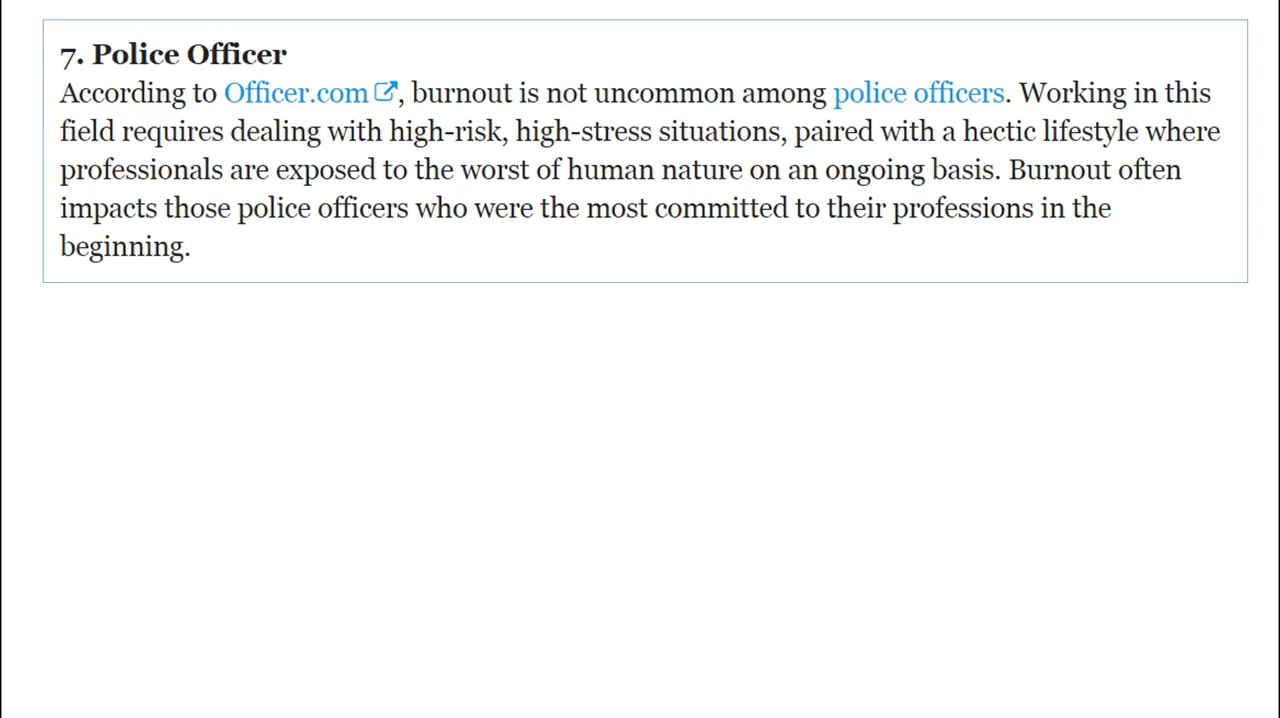 7. Police Officer
According to Officer.com, burnout is not uncommon among police officers. Working in this
field requires dealing with high-risk, high-stress situations, paired with a hectic lifestyle where
professionals are exposed to the worst of human nature on an ongoing basis. Burnout often
impacts those police officers who were the most committed to their professions in the
beginning.